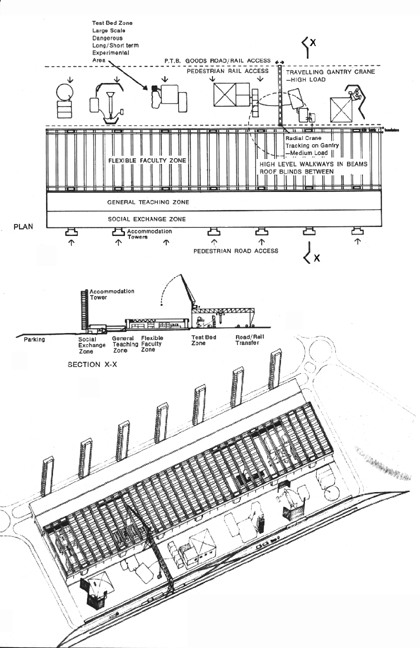 Test Bed Zone
Large Scale
Dangerous
Long/Short term
Experimental
Area
X
P.T.B. GOODS ROAD/RAIL ACCESS
PEDESTRIAN RAIL ACCESS
TRAVELLING GANTRY CRANE
—HIGH LOAD
Radial Crane
Tracking on Gantry
—Medium Load
FLEXIBLE FACULTY ZONE
HIGH LEVEL WALKWAYS IN BEAMS
ROOF BLINDS BETWEEN
GENERAL TEACHING ZONE
SOCIAL EXCHANGE ZONE
PLAN
Accommodation
Towers
PEDESTRIAN ROAD ACCESS
X
Accommodation
Tower
Parking
Social
Exchange
Zone
General
Teaching
Zone
Flexible
Faculty
Zone
Test Bed
Zone
Road/Rail
Transfer
SECTION X-X